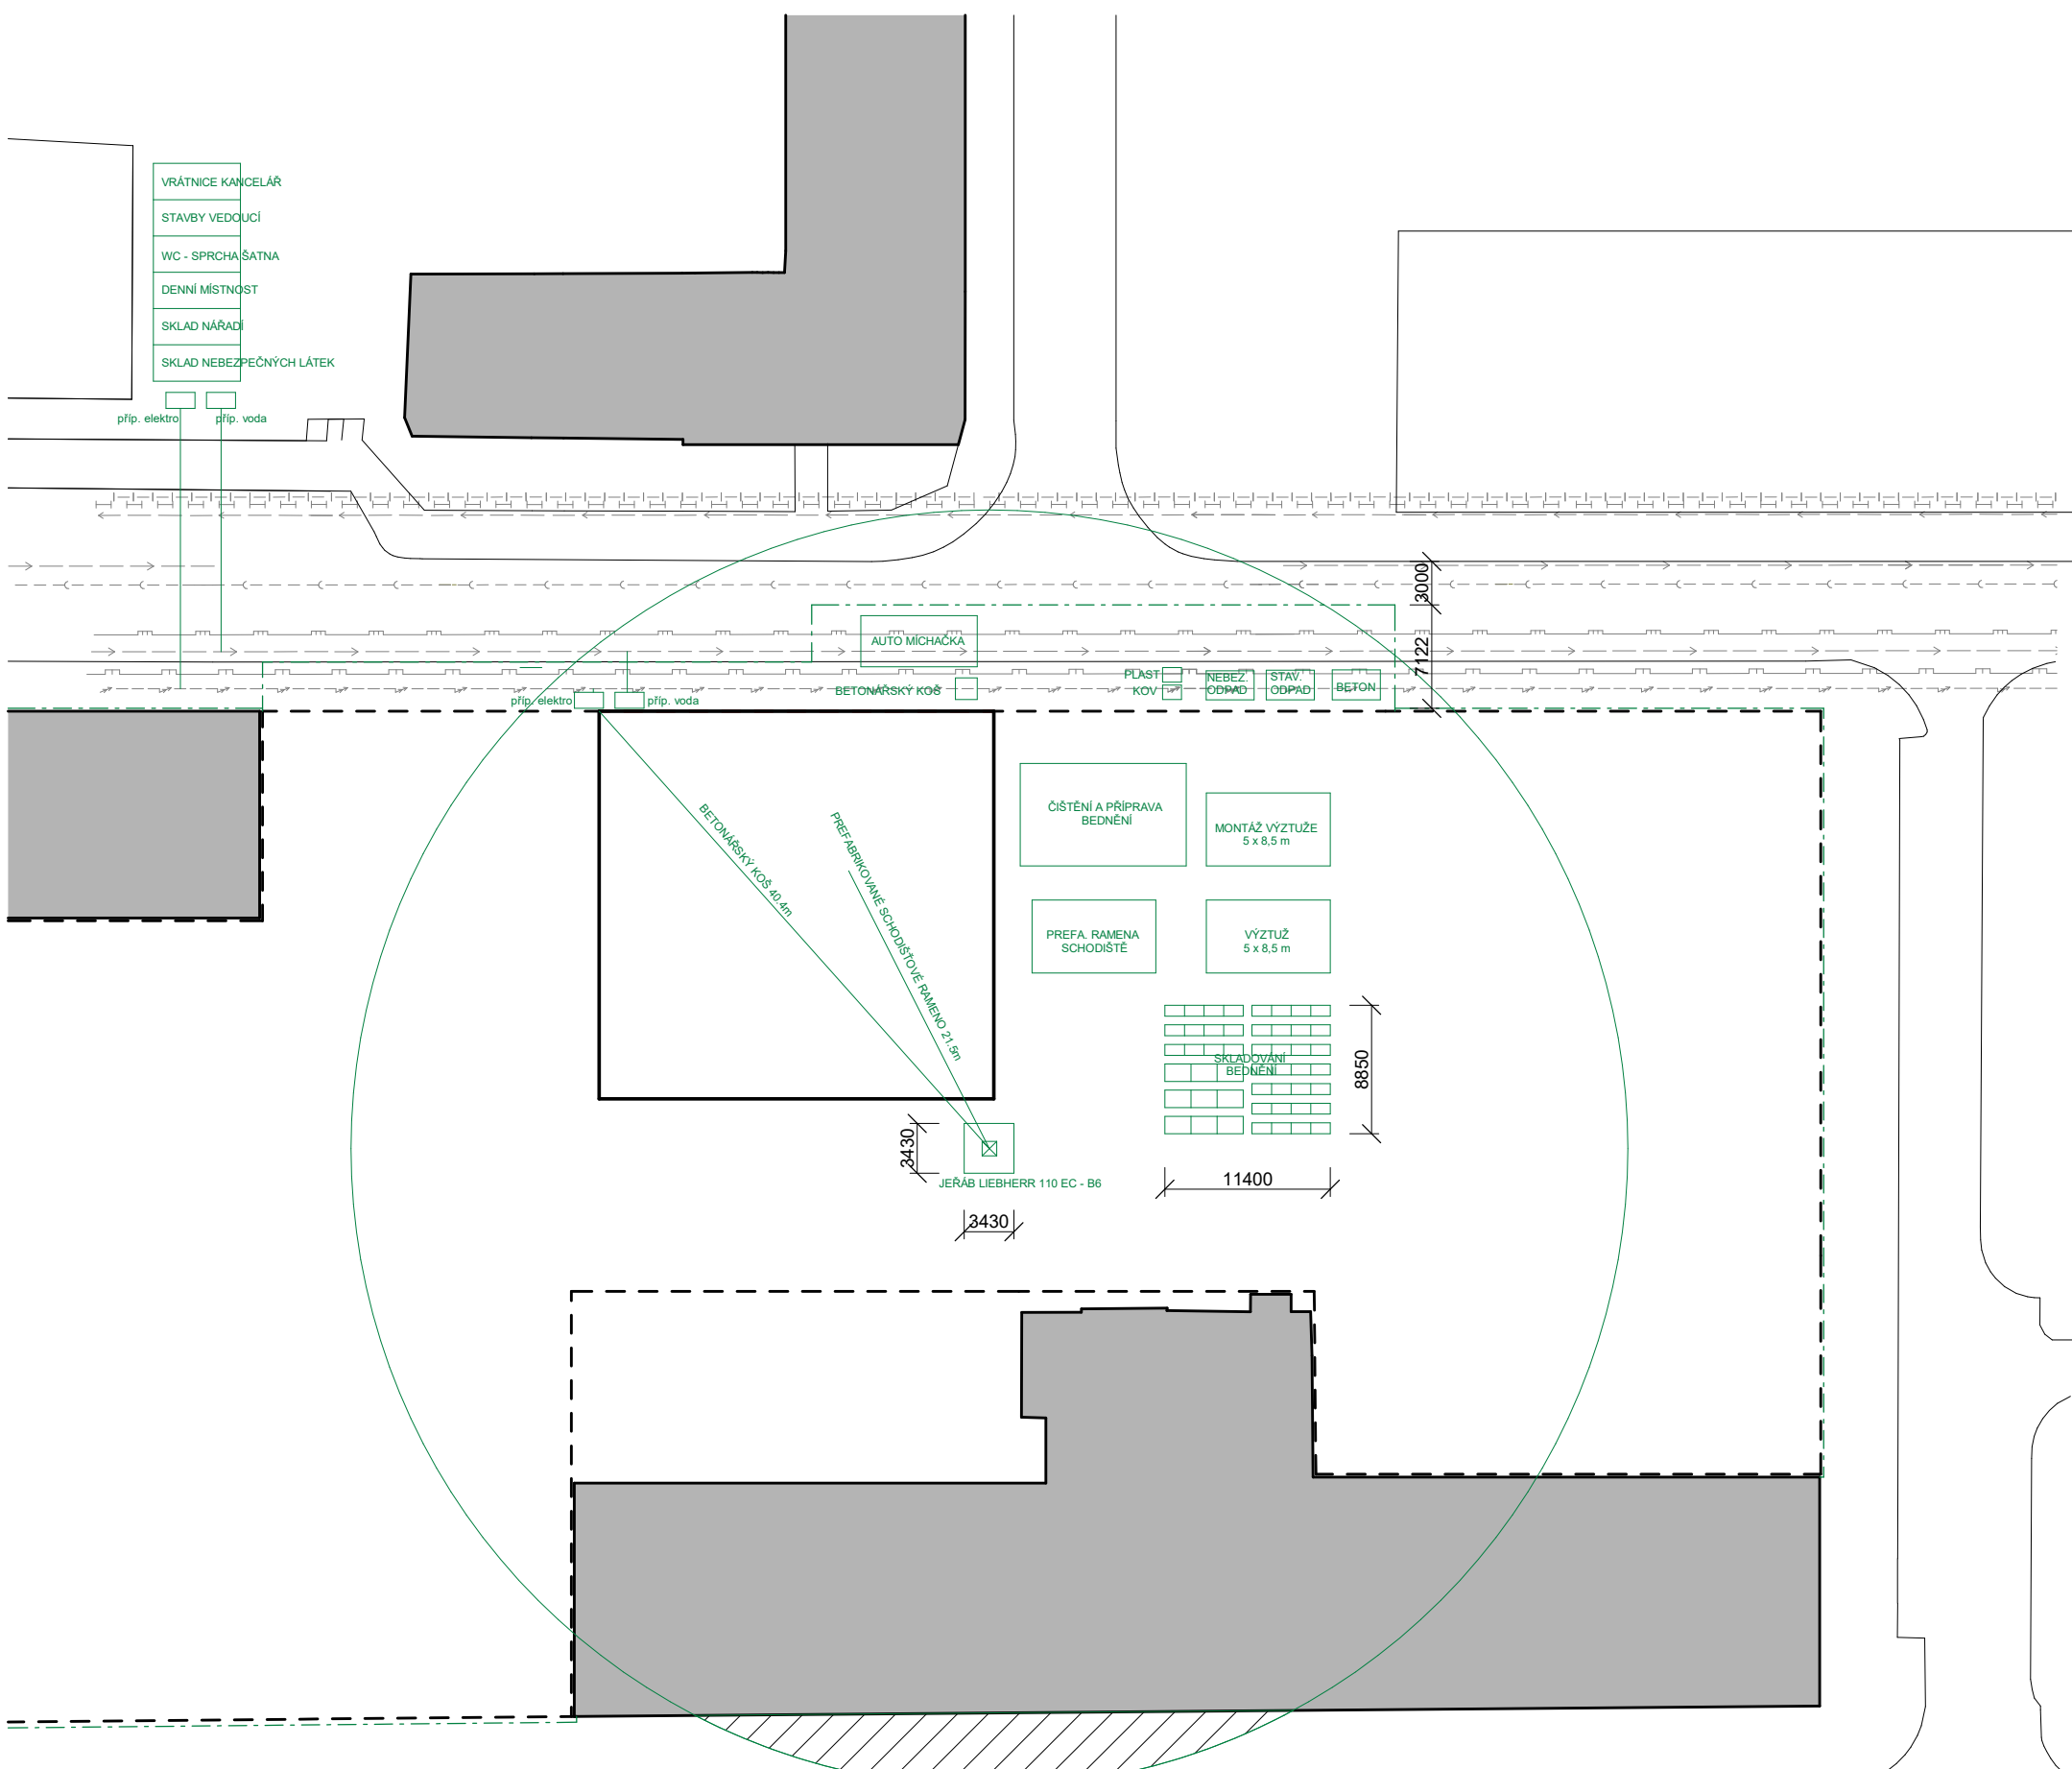 VRÁTNICE KANCELÁŘ
STAVBY VEDOUCÍ
WC - SPRCHA ŠATNA
DENNÍ MÍSTNOST
SKLAD NÁŘADÍ
SKLAD NEBEZPEČNÝCH LÁTEK
příp. elektro
příp. voda
3000
7122
AUTO MÍCHAČKA
BETONÁŘSKÝ KOŠ
PLAST
KOV
NEBEZ.
ODPAD
STAV.
ODPAD
BETON
příp. elektro
příp. voda
BETONÁŘSKÝ KOŠ 40.4m
PREFABRIKOVANÉ SCHODIŠŤOVÉ RAMENO 21.5m
ČIŠTĚNÍ A PŘÍPRAVA
BEDNĚNÍ
MONTÁŽ VÝZTUŽE
5 x 8,5 m
PREFA. RAMENA
SCHODIŠTĚ
VÝZTUŽ
5 x 8,5 m
SKLADOVÁNÍ
BEDNĚNÍ
8850
11400
3430
JEŘÁB LIEBHERR 110 EC - B6
3430